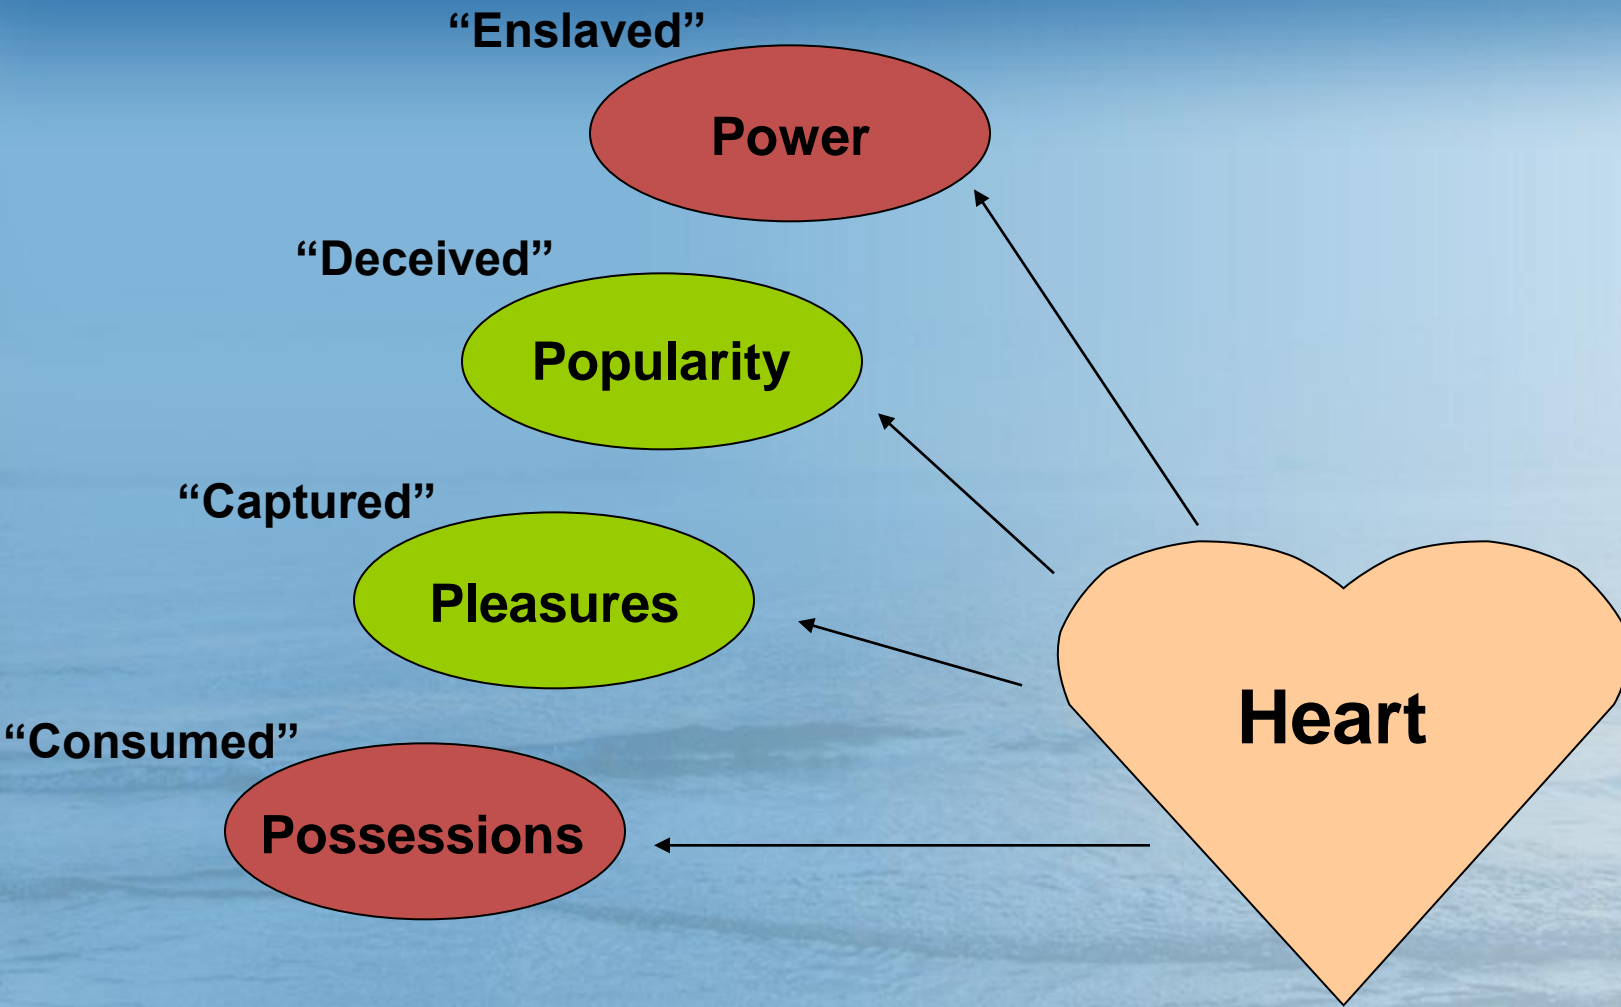 “Enslaved”
Power
“Deceived”
Popularity
“Captured”
Pleasures
“Consumed”
Possessions
Heart